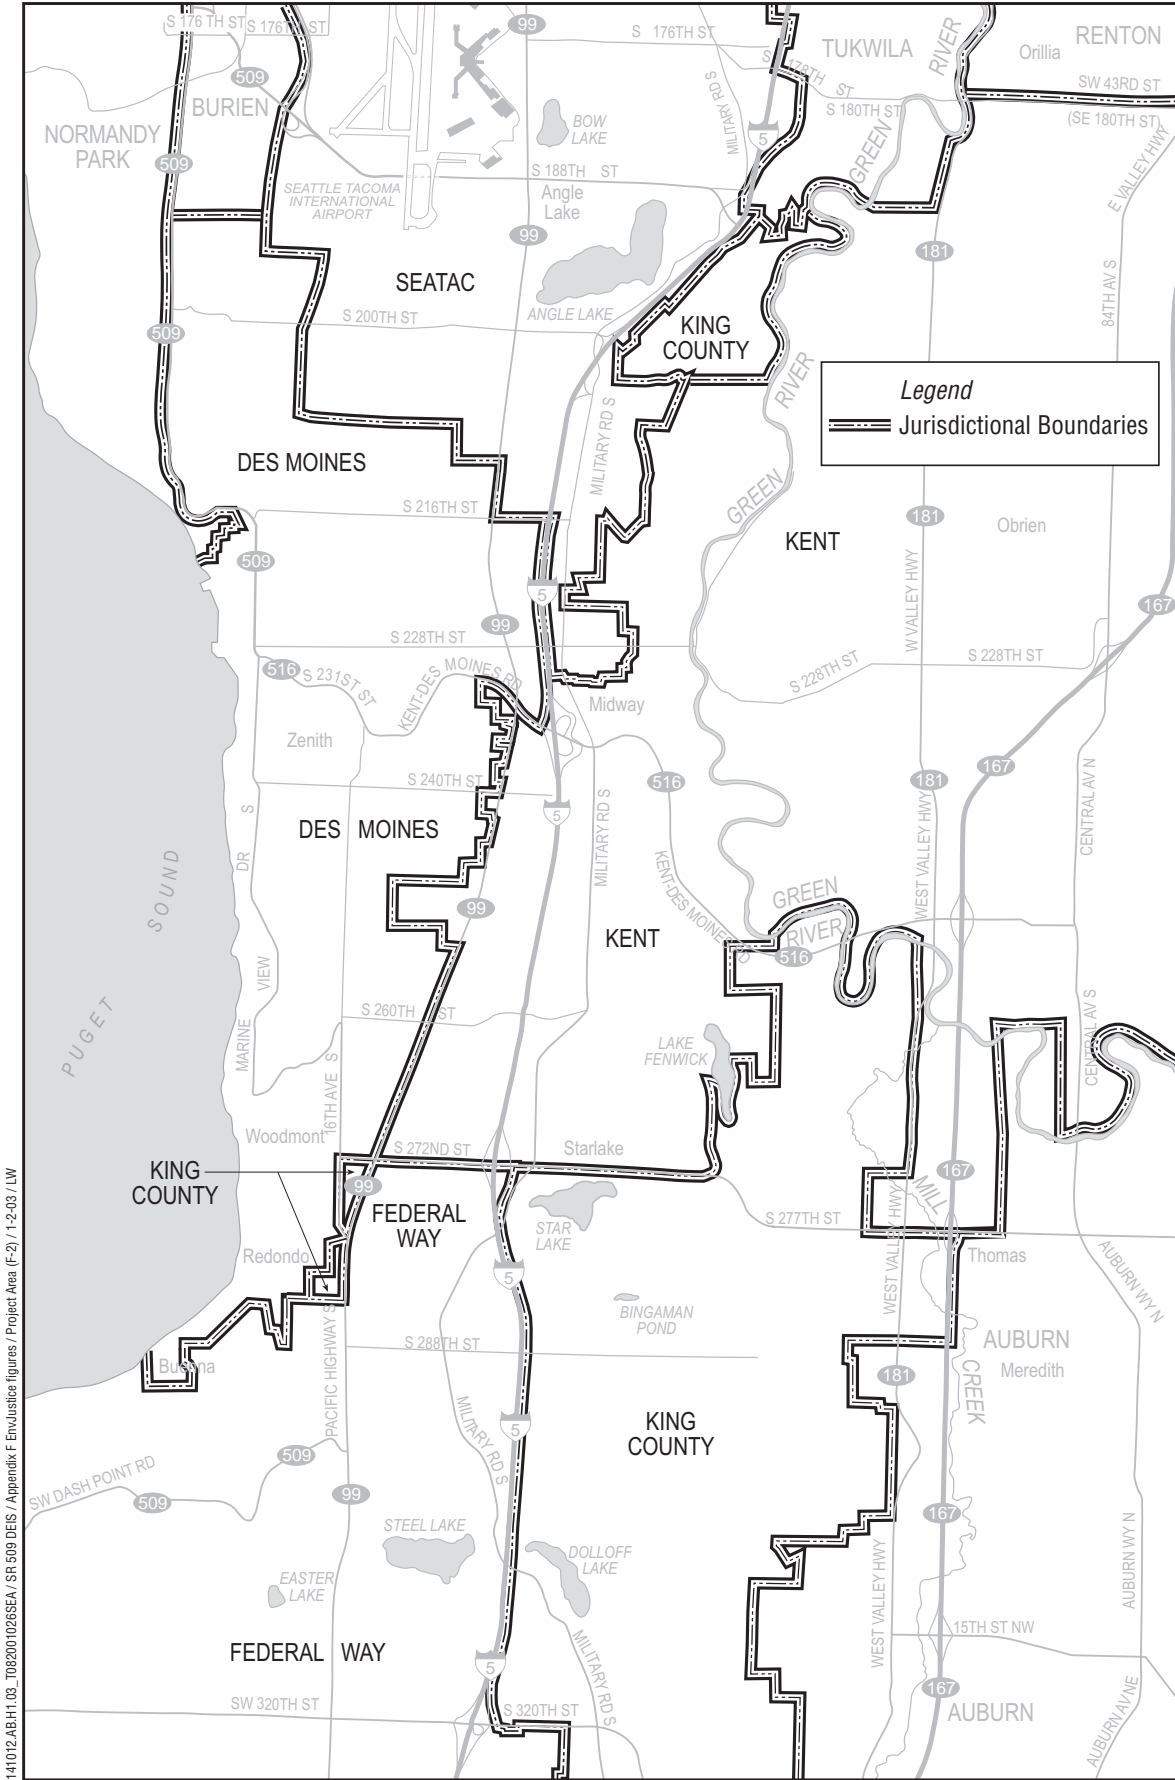 S 176 TH ST
S 176TH ST
99
S 176TH ST
TUKWILA
RIVER
Orillia
RENTON
509
BURIEN
S 178TH ST
MILITARY RD S
S 180TH ST
SW 43RD ST
(SE 180TH ST)
NORMANDY
PARK
509
BOW
LAKE
5
GREEN
E VALLEY HWY
S 188TH ST
SEATTLE TACOMA
INTERNATIONAL
AIRPORT
Angle
Lake
99
181
SEATAC
ANGLE LAKE
84TH AV S
S 200TH ST
509
KING
COUNTY
RIVER
Legend
Jurisdictional Boundaries
MILITARY RD S
DES MOINES
GREEN
S 216TH ST
181
Obrien
KENT
509
5
W VALLEY HWY
167
99
S 228TH ST
S 228TH ST
S 228TH ST
516
S 231ST ST
KENT-DES MOINES RD
Midway
Zenith
167
S 240TH ST
516
181
CENTRAL AV N
S
5
MILITARY RD S
WEST VALLEY HWY
DES MOINES
DR
PUGET SOUND
KENT-DES MOINES RD
GREEN
RIVER
99
KENT
516
VIEW
S 260TH ST
MARINE
LAKE
FENWICK
CENTRAL AV S
CENTRAL AV S
16TH AVE S
Woodmont
S 272ND ST
Starlake
KING
COUNTY
99
167
MILL
FEDERAL
WAY
STAR
LAKE
S 277TH ST
WEST VALLEY HWY
Redondo
Thomas
5
AUBURN WY N
BINGAMAN
POND
PACIFIC HIGHWAY S
S 288TH ST
AUBURN
Meredith
Buenna
181
CREEK
MILITARY RD S
5
KING
COUNTY
509
SW DASH POINT RD
509
99
167
STEEL LAKE
DOLLOFF
LAKE
EASTER
LAKE
WEST VALLEY HWY
AUBURN WY N
15TH ST NW
FEDERAL WAY
5
MILITARY RD S
167
SW 320TH ST
S 320TH ST
AUBURN
AUBURN AV NE
141012.AB.H1.03_T082001026SEA / SR 509 DEIS / Appendix F EnvJustice figures / Project Area (F-2) / 1-2-03 / LW